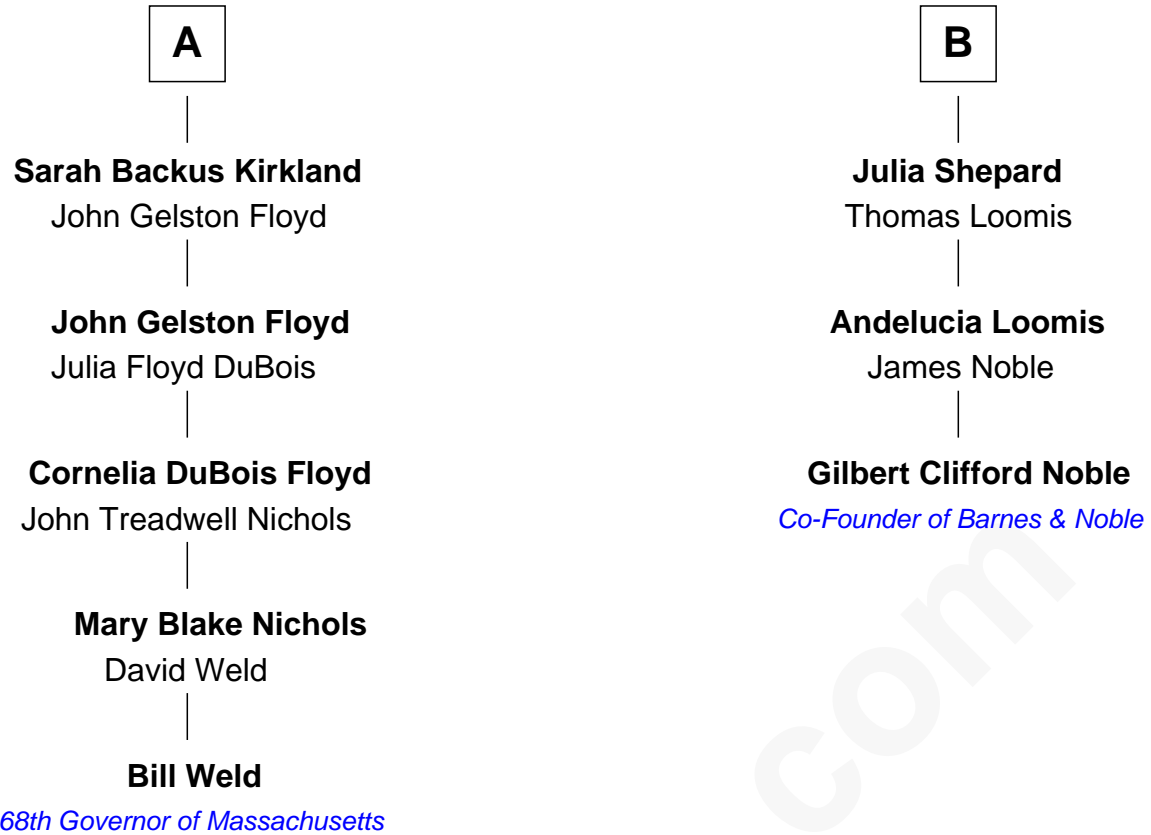 A
Sarah Backus Kirkland
John Gelston Floyd
John Gelston Floyd
Julia Floyd DuBois
Cornelia DuBois Floyd
John Treadwell Nichols
Mary Blake Nichols
David Weld
Bill Weld
68th Governor of Massachusetts
B
Julia Shepard
Thomas Loomis
Andelucia Loomis
James Noble
Gilbert Clifford Noble
Co-Founder of Barnes & Noble
com